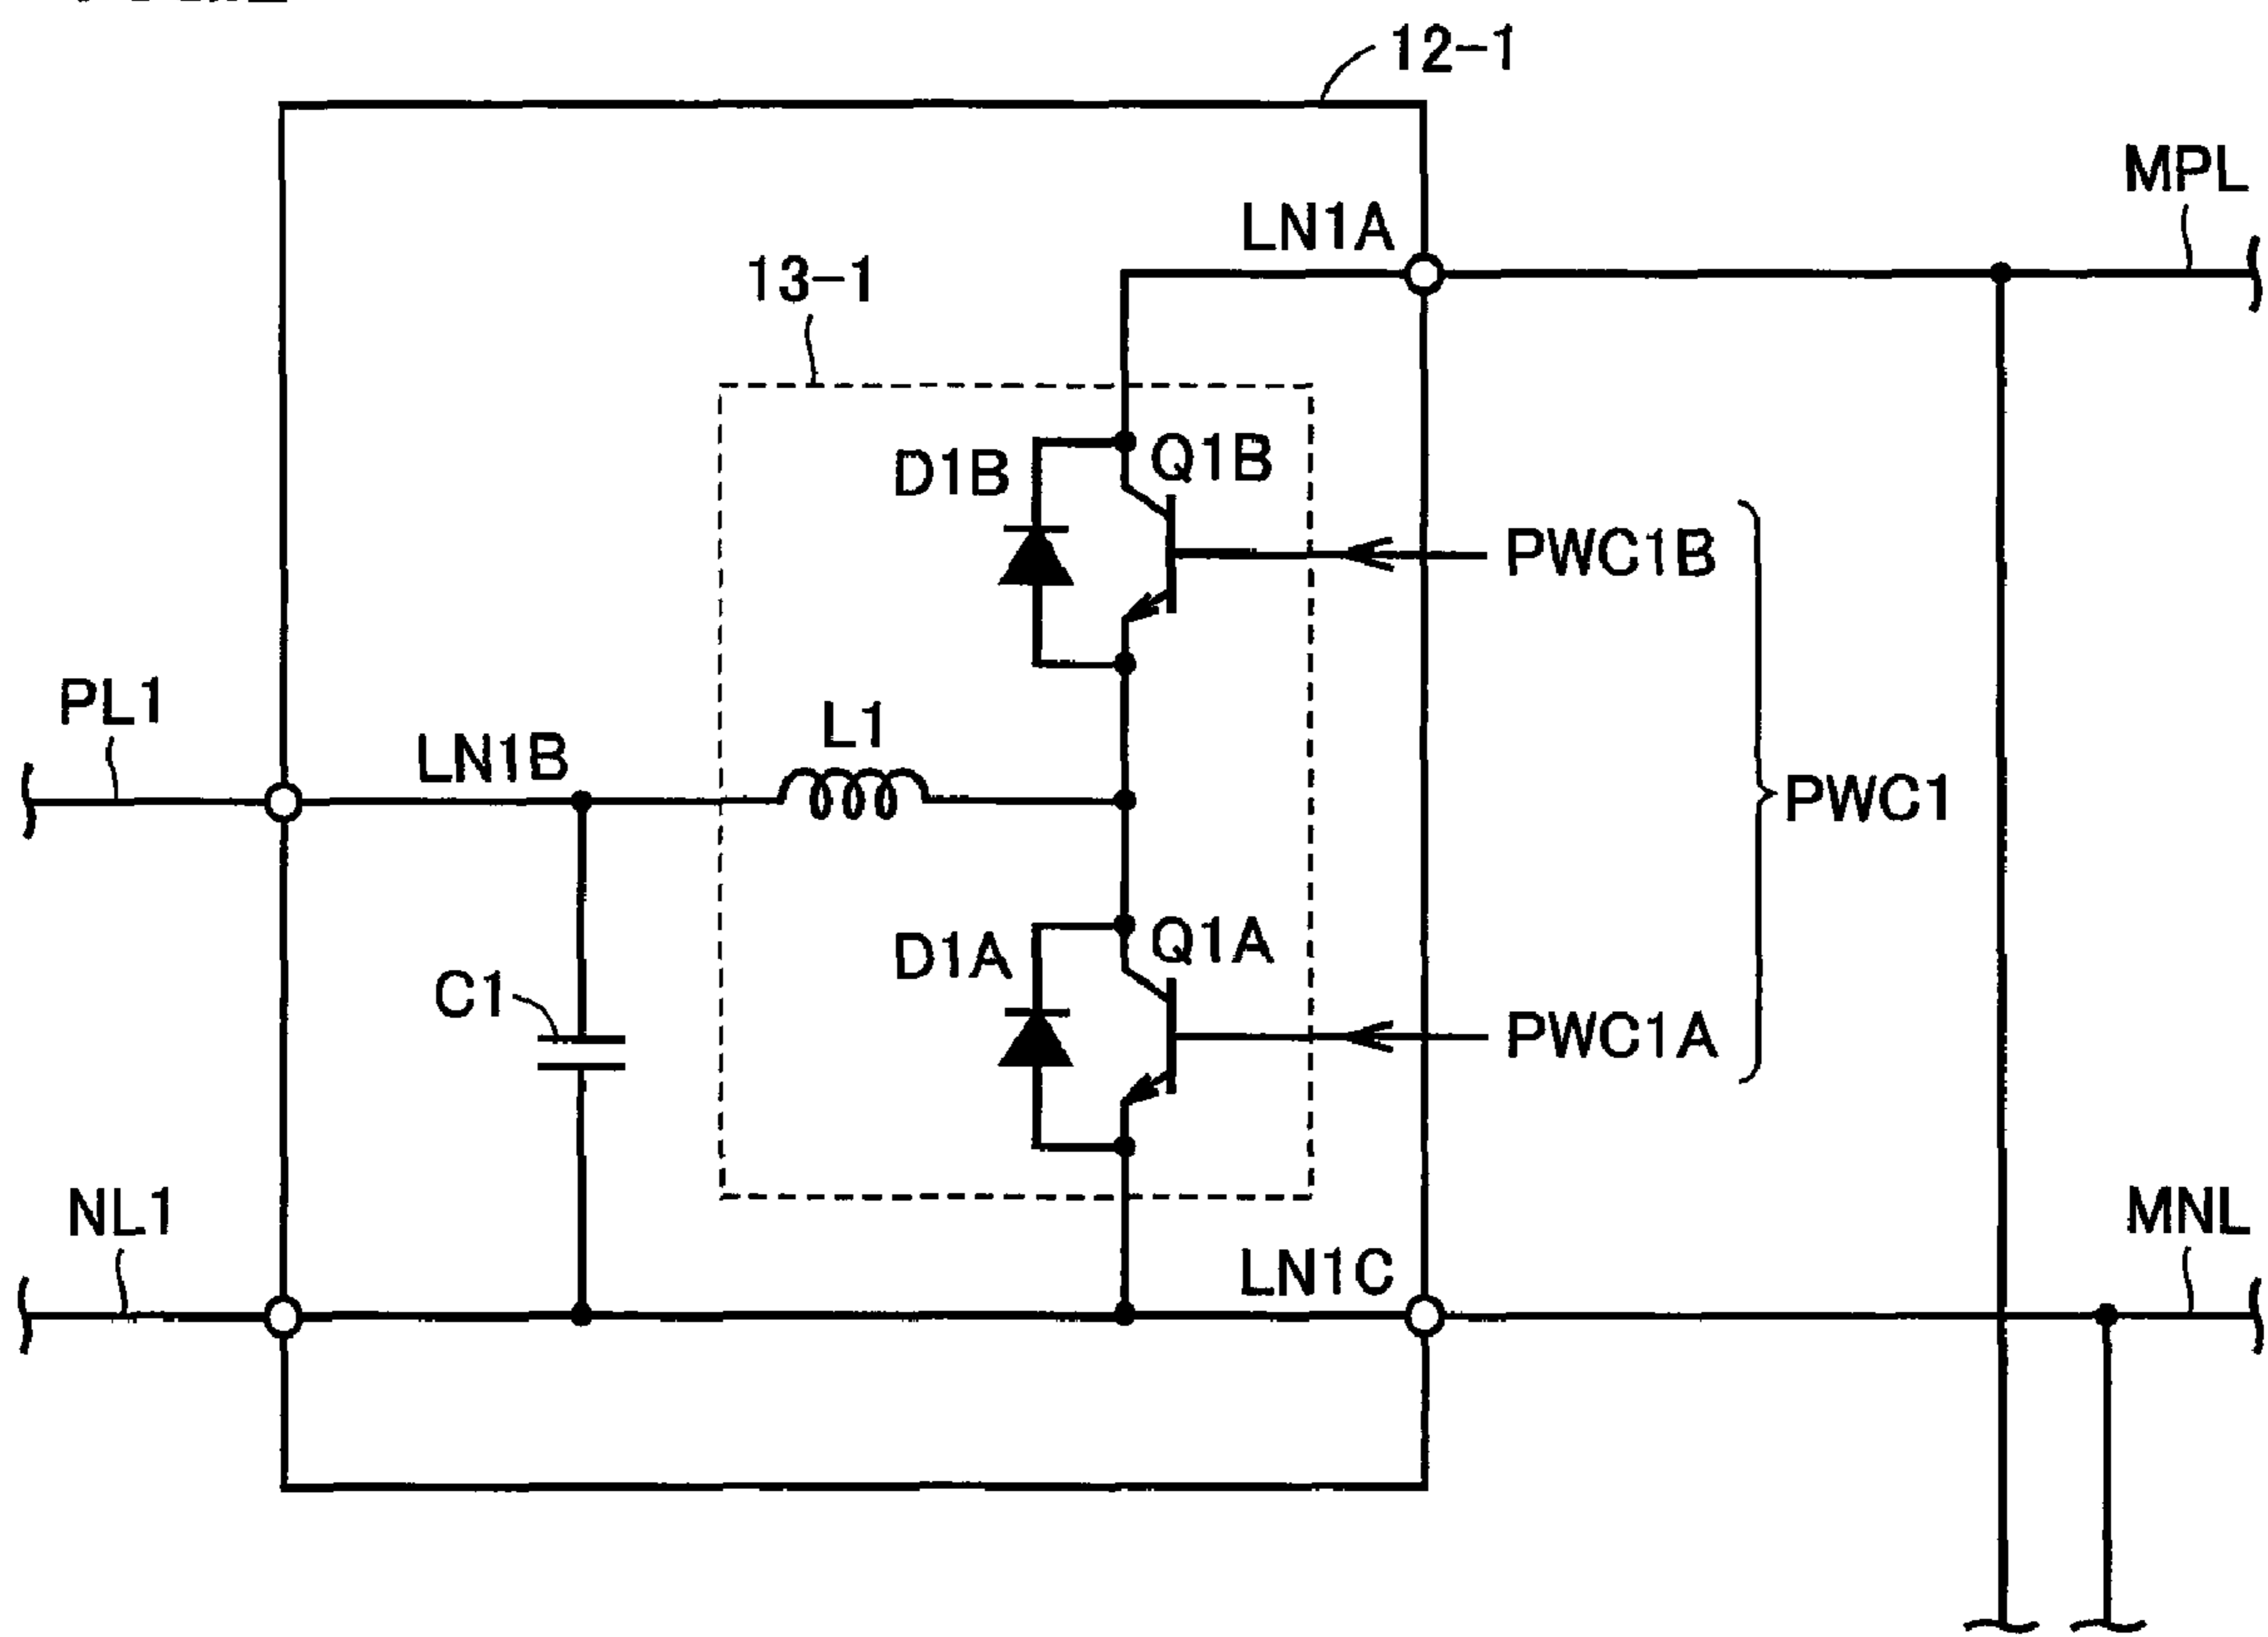 12-1
MPL
LN1A
13-1
D1B
Q1B
PWC1B
PL1
LN1B
L1
PWC1
D1A
Q1A
C1
PWC1A
NL1
LN1C
MNL